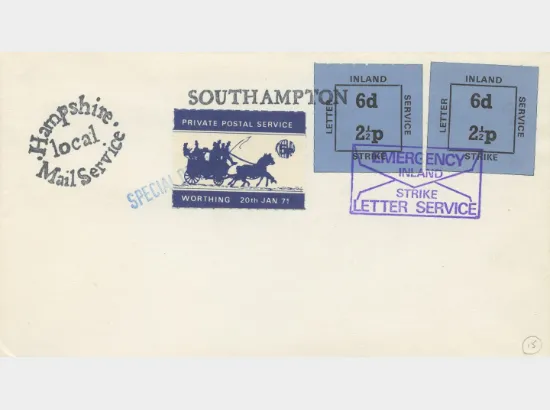 Hampshire
local
Mail Service
SOUTHAMPTON
PRIVATE POSTAL SERVICE
WORTHING 20th JAN 71
SPECIAL
INLAND
LETTER
6d
2½p
SERVICE
STRIKE
INLAND
LETTER
6d
2½p
SERVICE
STRIKE
EMERGENCY
INLAND
STRIKE
LETTER SERVICE
15